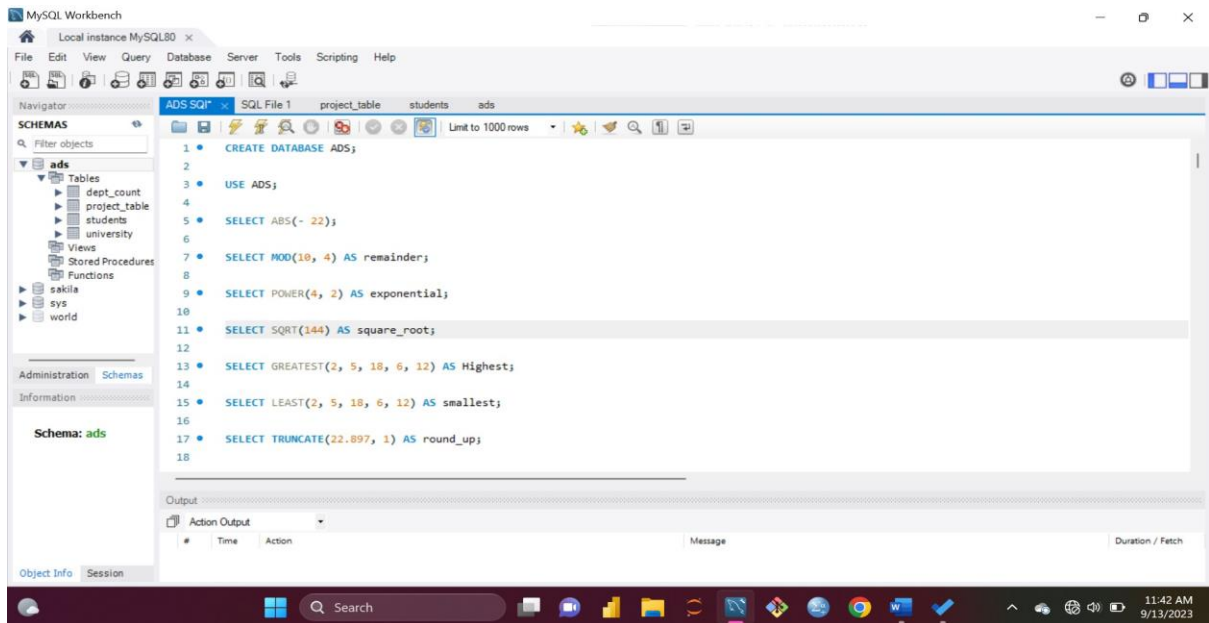 MySQL Workbench
Local instance MySQL80 ×
File Edit View Query Database Server Tools Scripting Help
Navigator
ADS SQl* × SQL File 1 project_table students ads
SCHEMAS
Limit to 1000 rows
Filter objects
ads
Tables
dept_count
project_table
students
university
Views
Stored Procedures
Functions
sakila
sys
world
1 CREATE DATABASE ADS;
2
3 USE ADS;
4
5 SELECT ABS(- 22);
6
7 SELECT MOD(10, 4) AS remainder;
8
9 SELECT POWER(4, 2) AS exponential;
10
11 SELECT SQRT(144) AS square_root;
12
13 SELECT GREATEST(2, 5, 18, 6, 12) AS Highest;
14
15 SELECT LEAST(2, 5, 18, 6, 12) AS smallest;
16
17 SELECT TRUNCATE(22.897, 1) AS round_up;
18
Administration Schemas
Information
Schema: ads
Output
Action Output
# Time Action Message Duration / Fetch
Object Info Session
Search
11:42 AM
9/13/2023